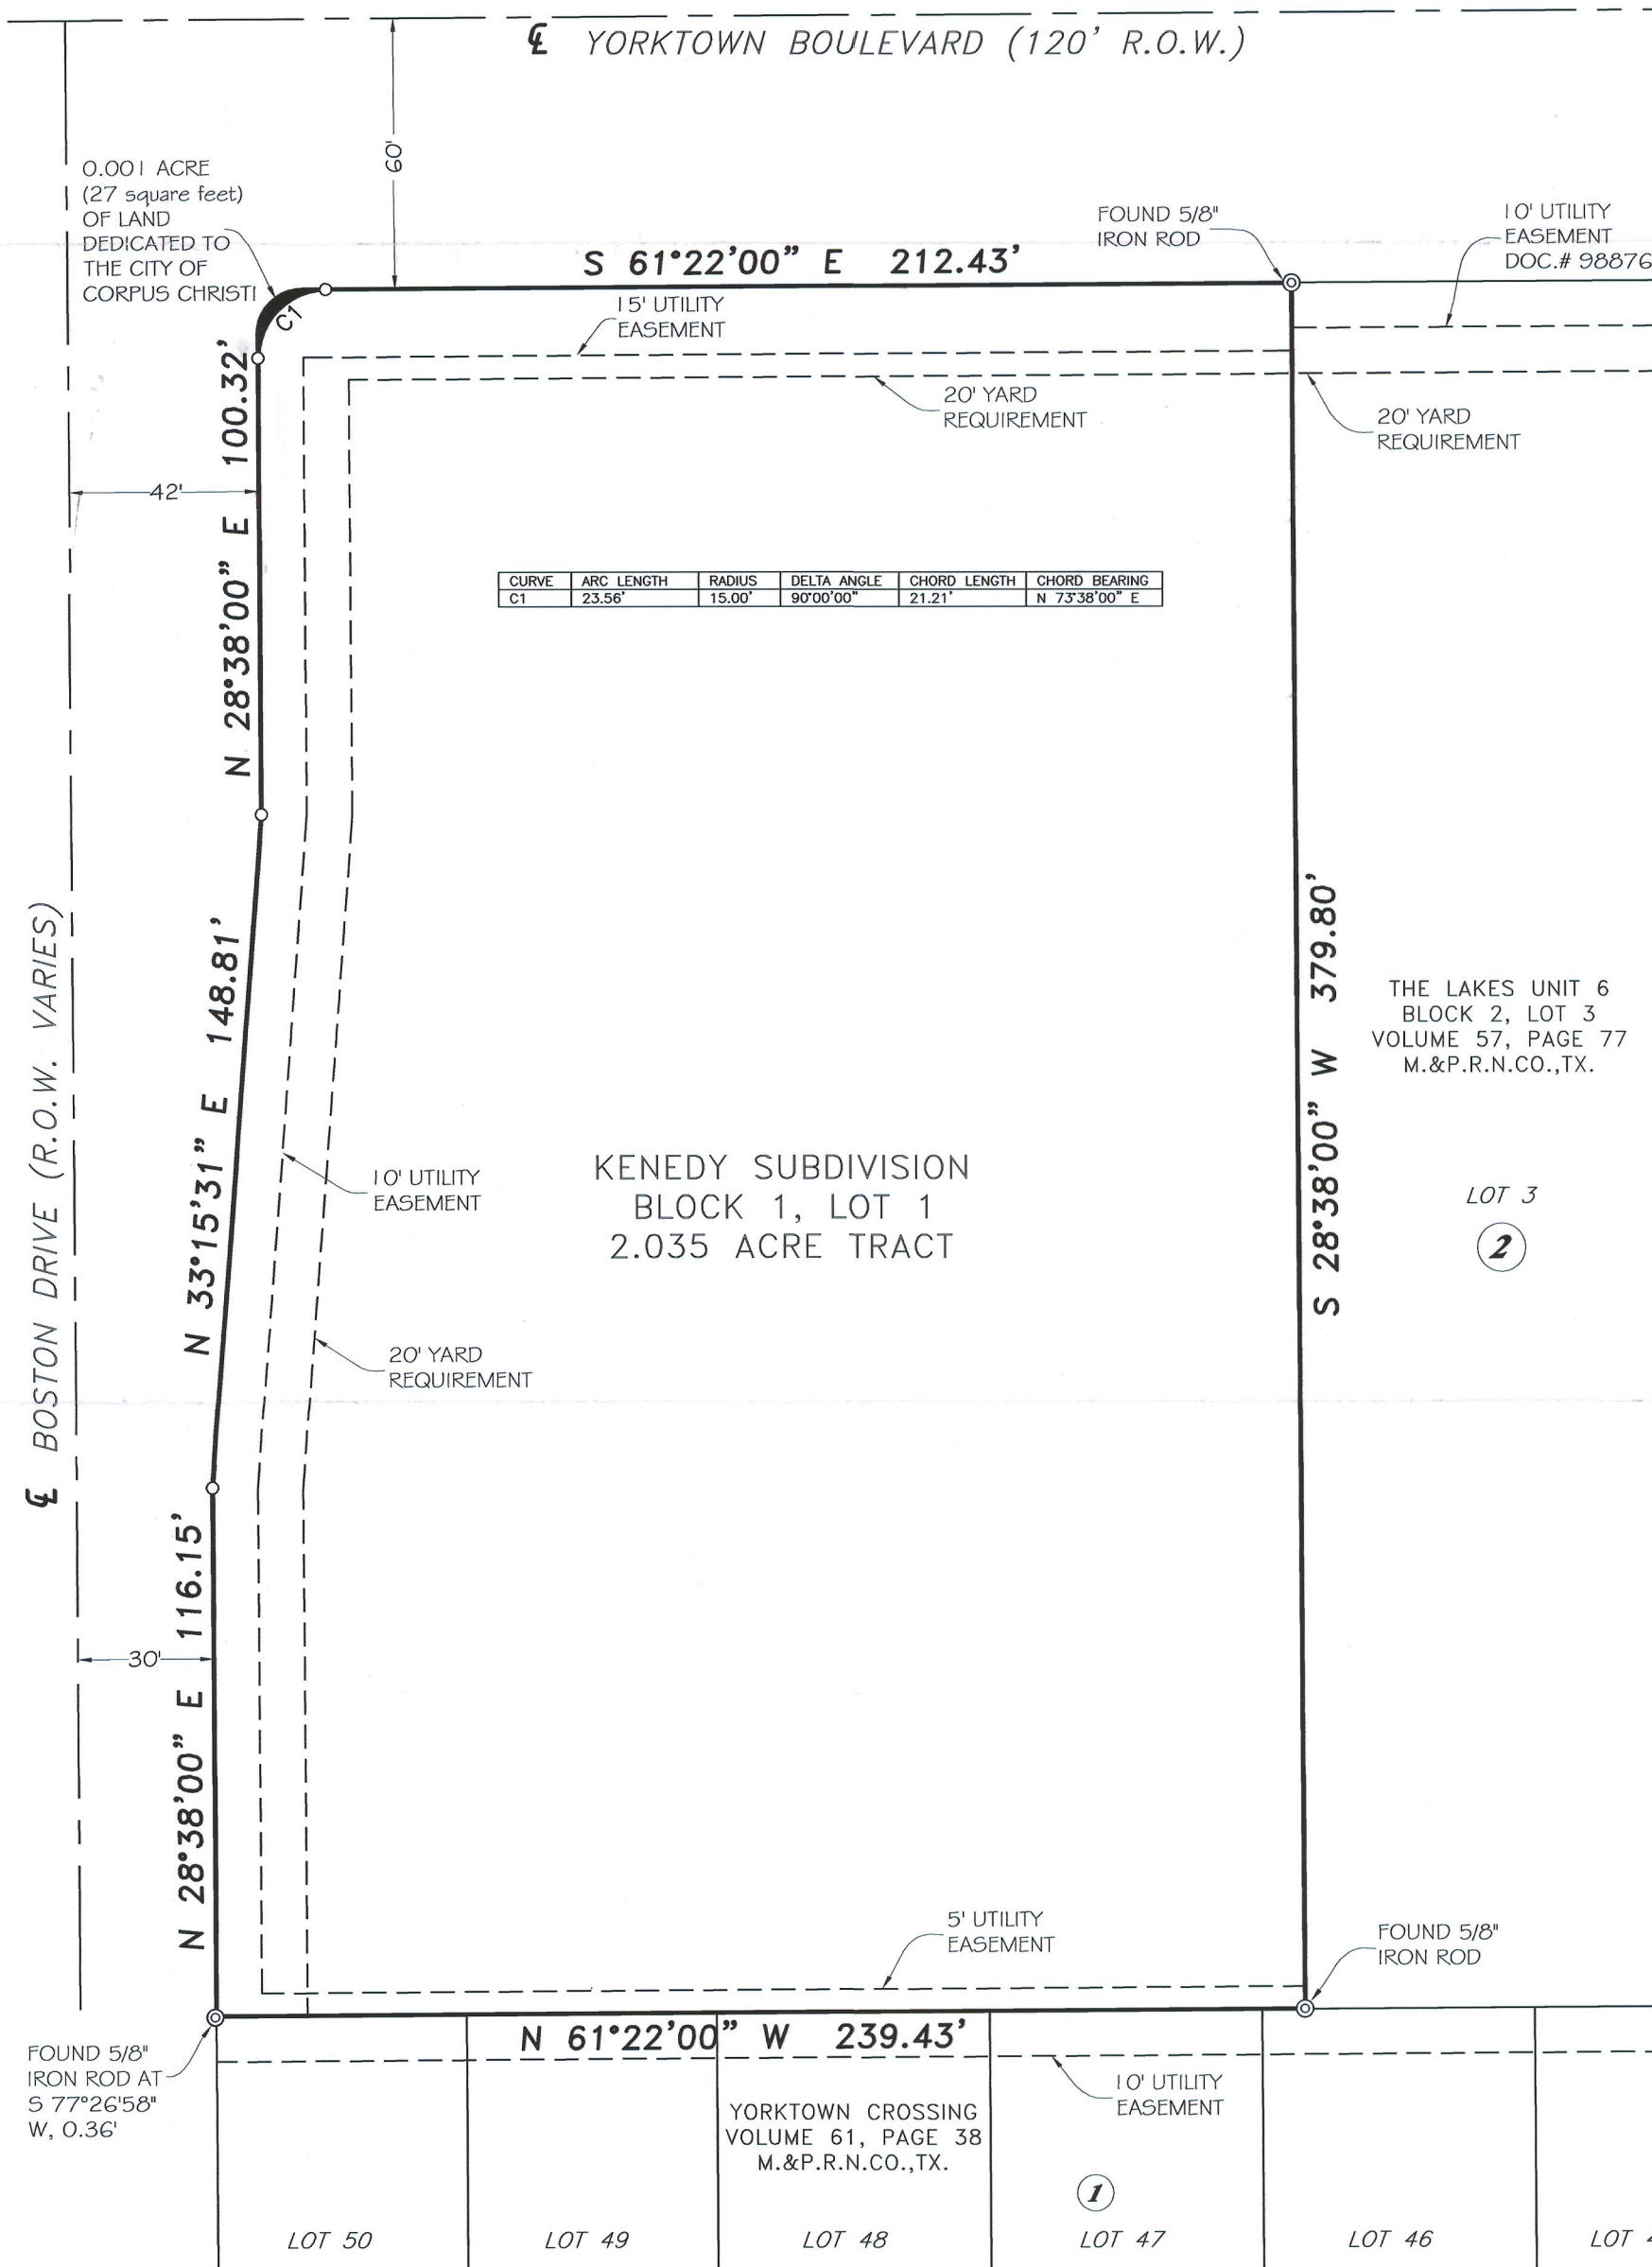 ℄ YORKTOWN BOULEVARD (120' R.O.W.)
60'
0.001 ACRE
(27 square feet)
OF LAND
DEDICATED TO
THE CITY OF
CORPUS CHRISTI
C1
FOUND 5/8"
IRON ROD
10' UTILITY
EASEMENT
DOC.# 98876
S 61°22'00" E 212.43'
15' UTILITY
EASEMENT
20' YARD
REQUIREMENT
20' YARD
REQUIREMENT
N 28°38'00" E 100.32'
42'
CURVE ARC LENGTH RADIUS DELTA ANGLE CHORD LENGTH CHORD BEARING
C1 23.56' 15.00' 90°00'00" 21.21' N 73°38'00" E
℄ BOSTON DRIVE (R.O.W. VARIES)
N 33°15'31" E 148.81'
10' UTILITY
EASEMENT
20' YARD
REQUIREMENT
KENEDY SUBDIVISION
BLOCK 1, LOT 1
2.035 ACRE TRACT
S 28°38'00" W 379.80'
THE LAKES UNIT 6
BLOCK 2, LOT 3
VOLUME 57, PAGE 77
M.&P.R.N.CO.,TX.
LOT 3
2
N 28°38'00" E 116.15'
30'
5' UTILITY
EASEMENT
FOUND 5/8"
IRON ROD
FOUND 5/8"
IRON ROD AT
S 77°26'58"
W, 0.36'
N 61°22'00" W 239.43'
10' UTILITY
EASEMENT
YORKTOWN CROSSING
VOLUME 61, PAGE 38
M.&P.R.N.CO.,TX.
1
LOT 50 LOT 49 LOT 48 LOT 47 LOT 46 LOT